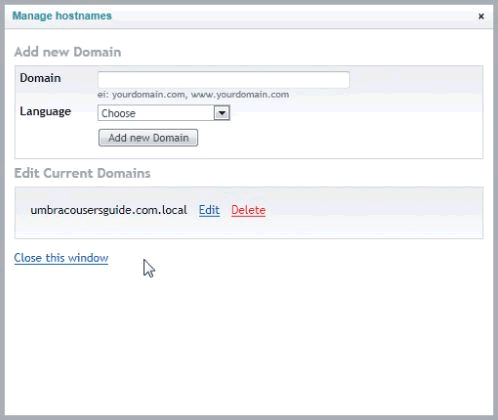 Manage hostnames x
Add new Domain
Domain
ei: yourdomain.com, www.yourdomain.com
Language Choose
Add new Domain
Edit Current Domains
umbracousersguide.com.local Edit Delete
Close this window